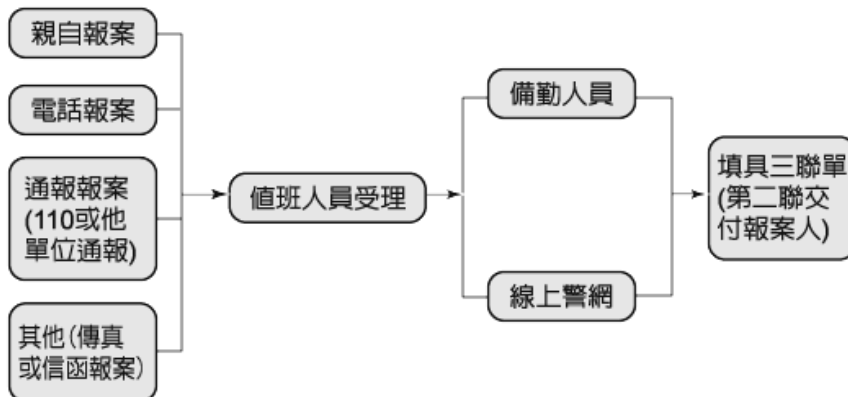 親自報案
電話報案
通報報案
(110或他
單位通報)
其他(傳真
或信函報案)
值班人員受理
備勤人員
線上警網
填具三聯單
(第二聯交
付報案人)